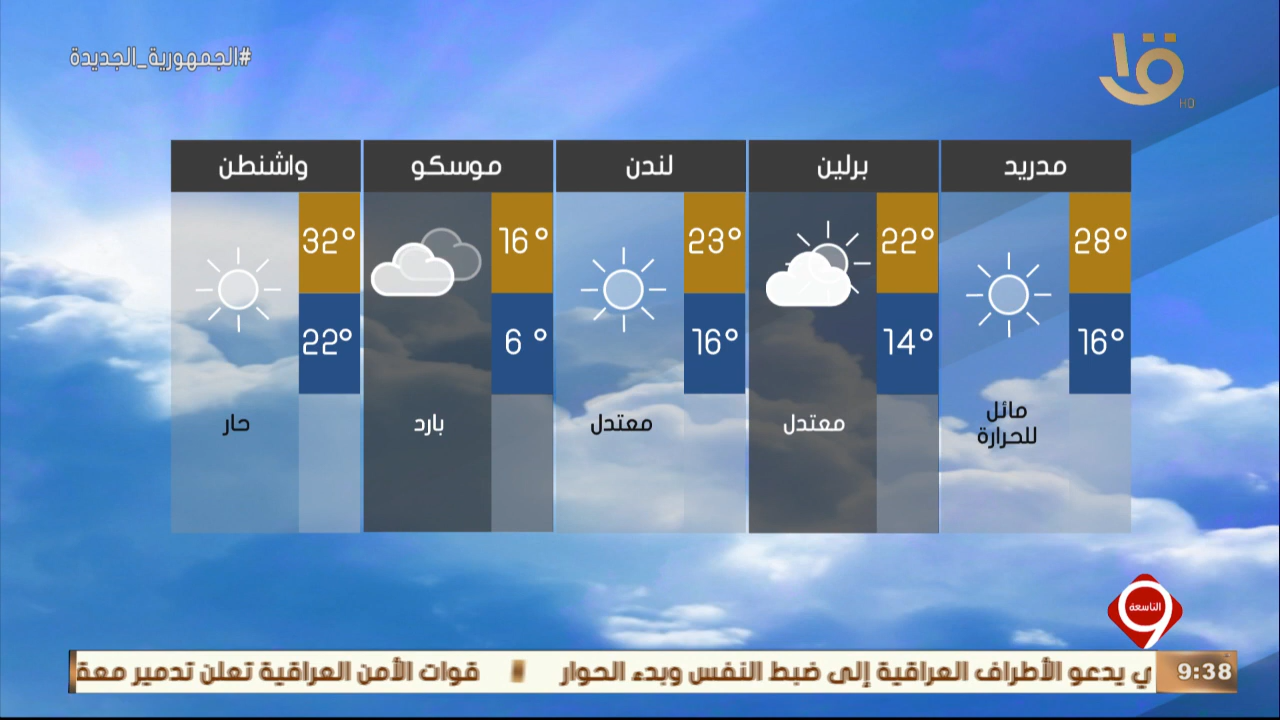 #الجمهورية_الجديدة
HD
مدريد
28°
16°
مائل
للحرارة
برلين
22°
14°
معتدل
لندن
23°
16°
معتدل
موسكو
16°
6°
بارد
واشنطن
32°
22°
حار
التاسعة
9
9:38
ي يدعو الأطراف العراقية إلى ضبط النفس وبدء الحوار قوات الأمن العراقية تعلن تدمير معق